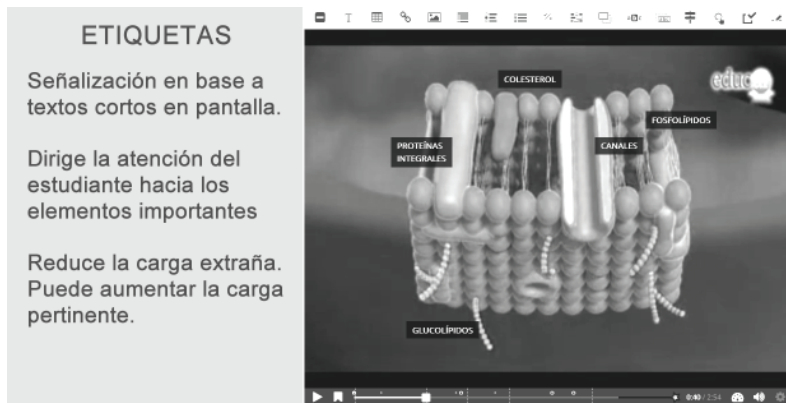 ETIQUETAS
Señalización en base a
textos cortos en pantalla.
Dirige la atención del
estudiante hacia los
elementos importantes
Reduce la carga extraña.
Puede aumentar la carga
pertinente.
COLESTEROL
FOSFOLÍPIDOS
PROTEÍNAS
INTEGRALES
CANALES
GLUCOLÍPIDOS
0:40 / 2:54